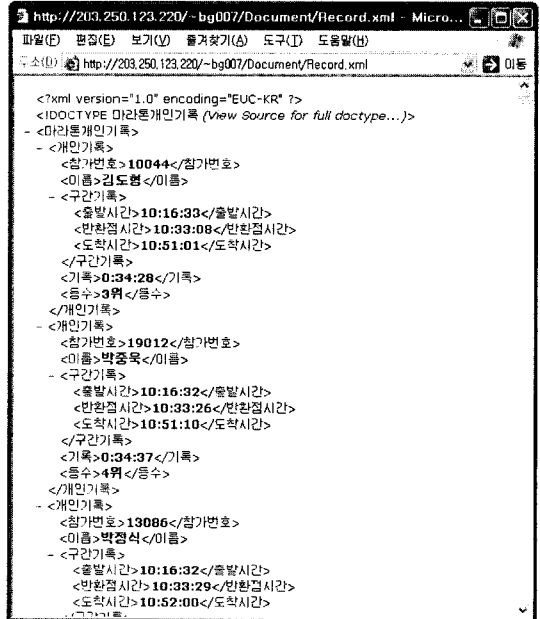 http://203,250,123,220/~bg007/Document/Record.xml - Micro...
파일(F) 편집(E) 보기(V) 즐겨찾기(A) 도구(T) 도움말(H)
주소(D) http://203,250,123,220/~bg007/Document/Record.xml 이동
<?xml version="1.0" encoding="EUC-KR" ?>
<!DOCTYPE 마라톤개인기록 (View Source for full doctype...)>
- <마라톤개인기록>
- <개인기록>
<참가번호>10044</참가번호>
<이름>김도형</이름>
- <구간기록>
<출발시간>10:16:33</출발시간>
<반환점시간>10:33:08</반환점시간>
<도착시간>10:51:01</도착시간>
</구간기록>
<기록>0:34:28</기록>
<등수>3위</등수>
</개인기록>
- <개인기록>
<참가번호>19012</참가번호>
<이름>박중욱</이름>
- <구간기록>
<출발시간>10:16:32</출발시간>
<반환점시간>10:33:26</반환점시간>
<도착시간>10:51:10</도착시간>
</구간기록>
<기록>0:34:37</기록>
<등수>4위</등수>
</개인기록>
- <개인기록>
<참가번호>13086</참가번호>
<이름>박정식</이름>
- <구간기록>
<출발시간>10:16:32</출발시간>
<반환점시간>10:33:29</반환점시간>
<도착시간>10:52:00</도착시간>